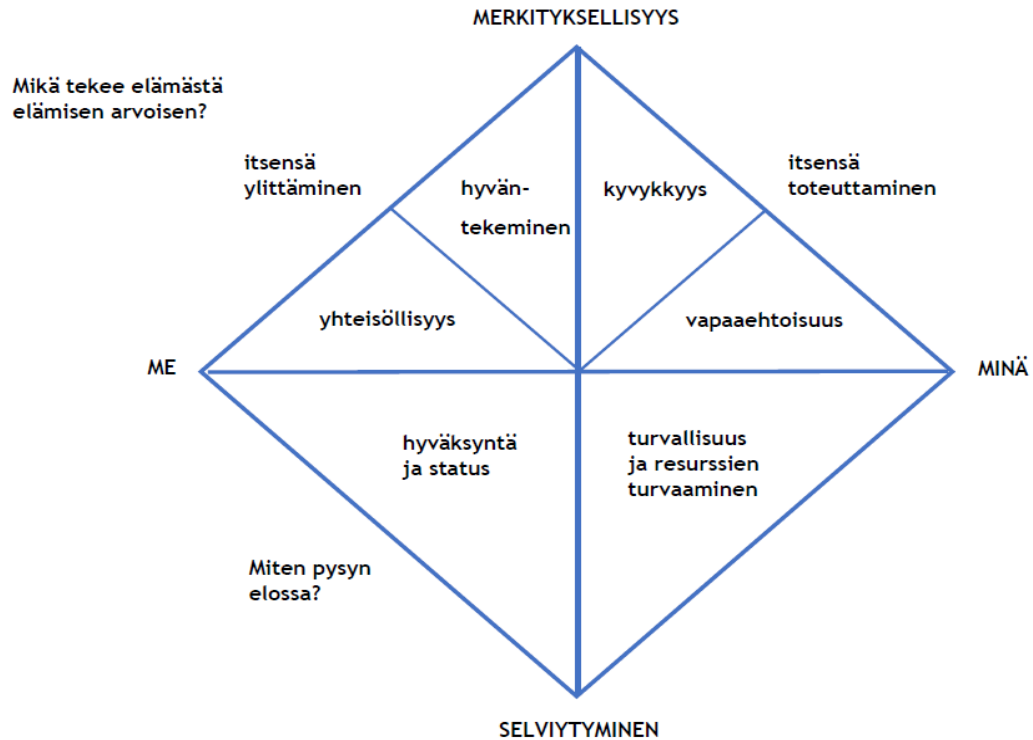 MERKITYKSELLISYYS
Mikä tekee elämästä
elämisen arvoisen?
itsensä
ylittäminen
hyvän-
tekeminen
kyvykkyys
itsensä
toteuttaminen
yhteisöllisyys
vapaaehtoisuus
ME
MINÄ
hyväksyntä
ja status
turvallisuus
ja resurssien
turvaaminen
Miten pysyn
elossa?
SELVIYTYMINEN